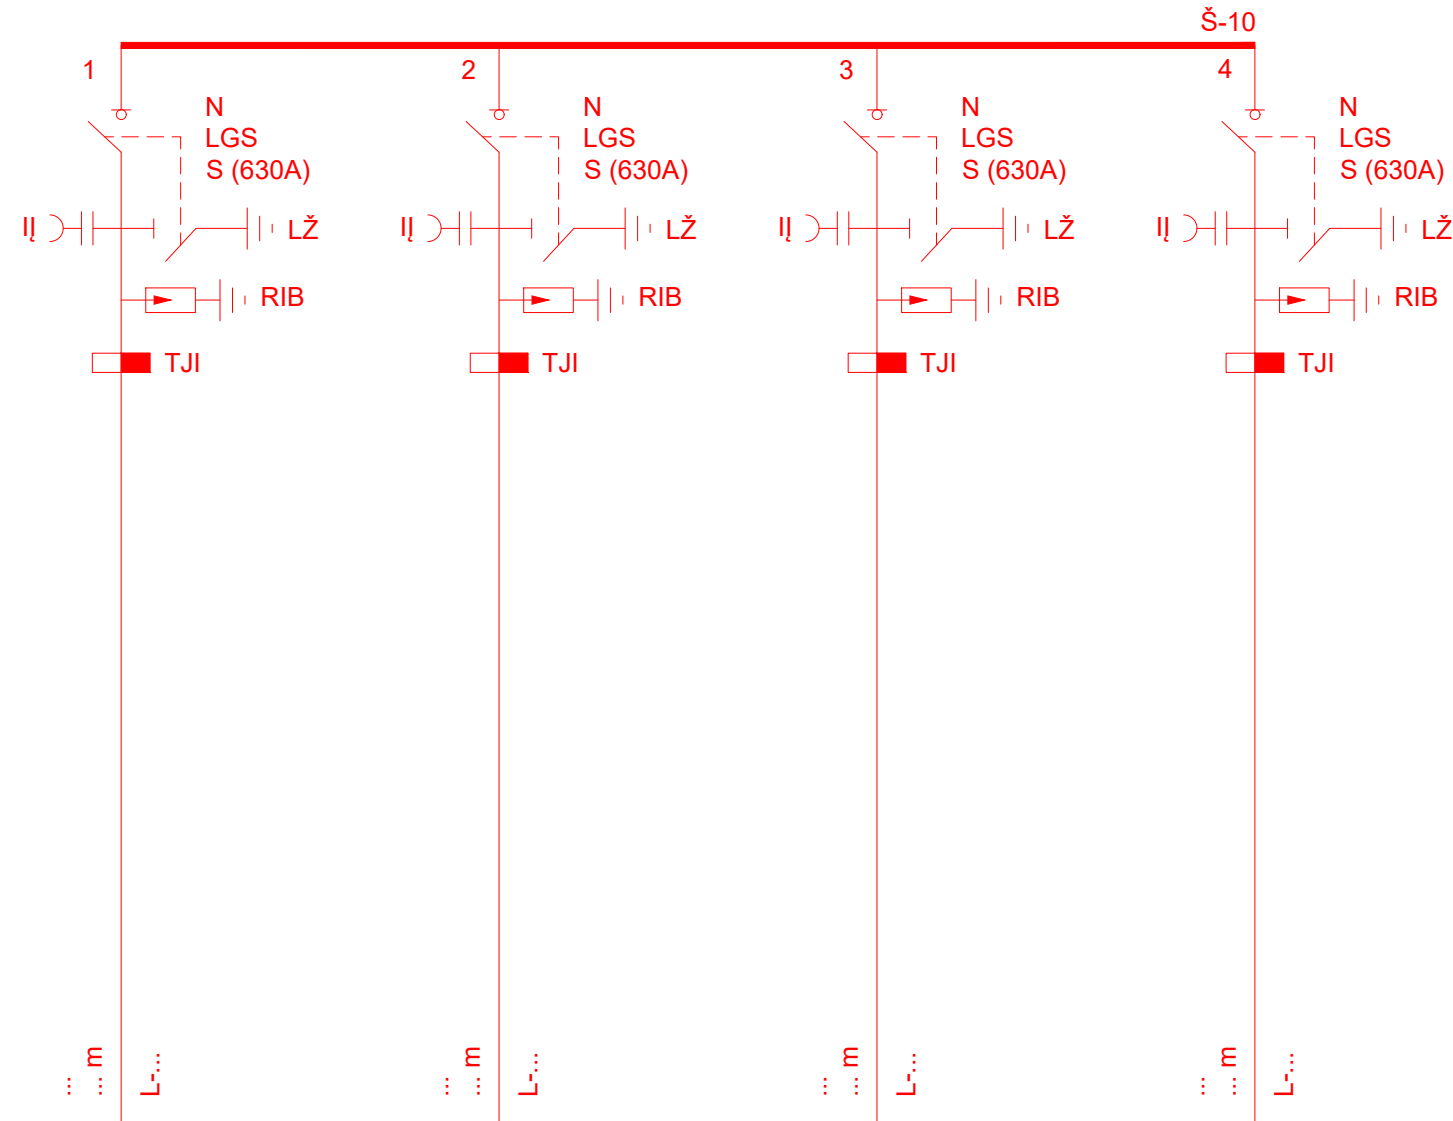 Š-10
1
2
3
4
N
LGS
S (630A)
N
LGS
S (630A)
N
LGS
S (630A)
N
LGS
S (630A)
IĮ
LŽ
IĮ
LŽ
IĮ
LŽ
IĮ
LŽ
RIB
RIB
RIB
RIB
TJI
TJI
TJI
TJI
...
... m
L-...
...
... m
L-...
...
... m
L-...
...
... m
L-...